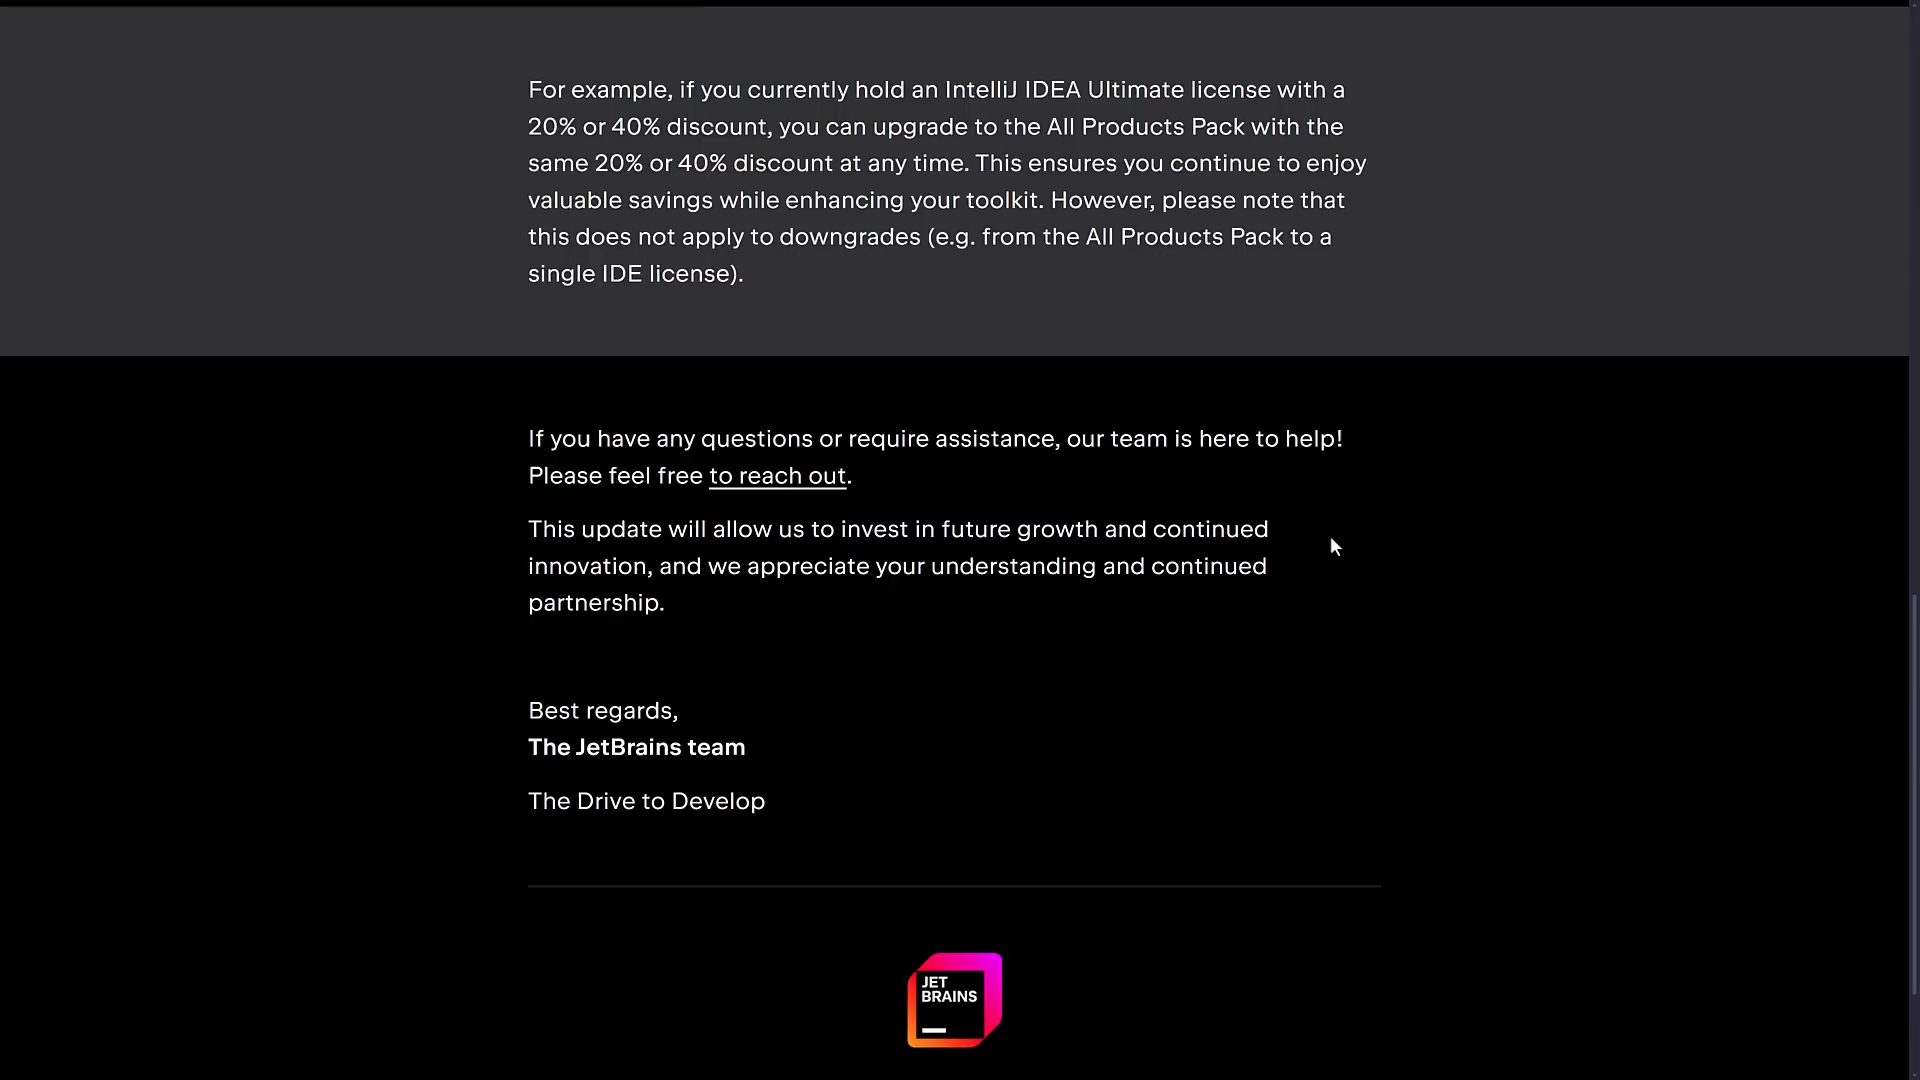 For example, if you currently hold an IntelliJ IDEA Ultimate license with a
20% or 40% discount, you can upgrade to the All Products Pack with the
same 20% or 40% discount at any time. This ensures you continue to enjoy
valuable savings while enhancing your toolkit. However, please note that
this does not apply to downgrades (e.g. from the All Products Pack to a
single IDE license).
If you have any questions or require assistance, our team is here to help!
Please feel free to reach out.
This update will allow us to invest in future growth and continued
innovation, and we appreciate your understanding and continued
partnership.
Best regards,
The JetBrains team
The Drive to Develop
JET
BRAINS